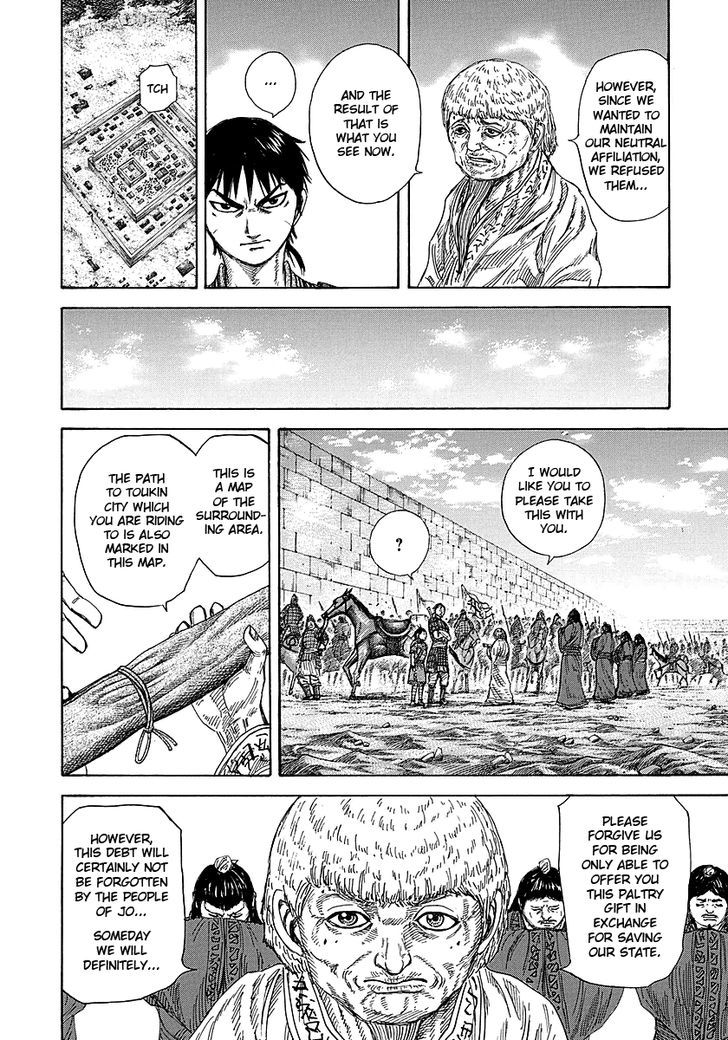 HOWEVER,
SINCE WE
WANTED TO
MAINTAIN
OUR NEUTRAL
AFFILIATION,
WE REFUSED
THEM...
AND THE
RESULT OF
THAT IS
WHAT YOU
SEE NOW.
...
TCH
I WOULD
LIKE YOU TO
PLEASE TAKE
THIS WITH
YOU.
?
THIS IS
A MAP
OF THE
SURROUND-
ING AREA.
THE PATH
TO TOUKIN
CITY WHICH
YOU ARE RIDING
TO IS ALSO
MARKED IN
THIS MAP.
PLEASE
FORGIVE US
FOR BEING
ONLY ABLE TO
OFFER YOU
THIS PALTRY
GIFT IN
EXCHANGE
FOR SAVING
OUR STATE.
HOWEVER,
THIS DEBT WILL
CERTAINLY NOT
BE FORGOTTEN
BY THE PEOPLE
OF JO...
SOMEDAY
WE WILL
DEFINITELY...